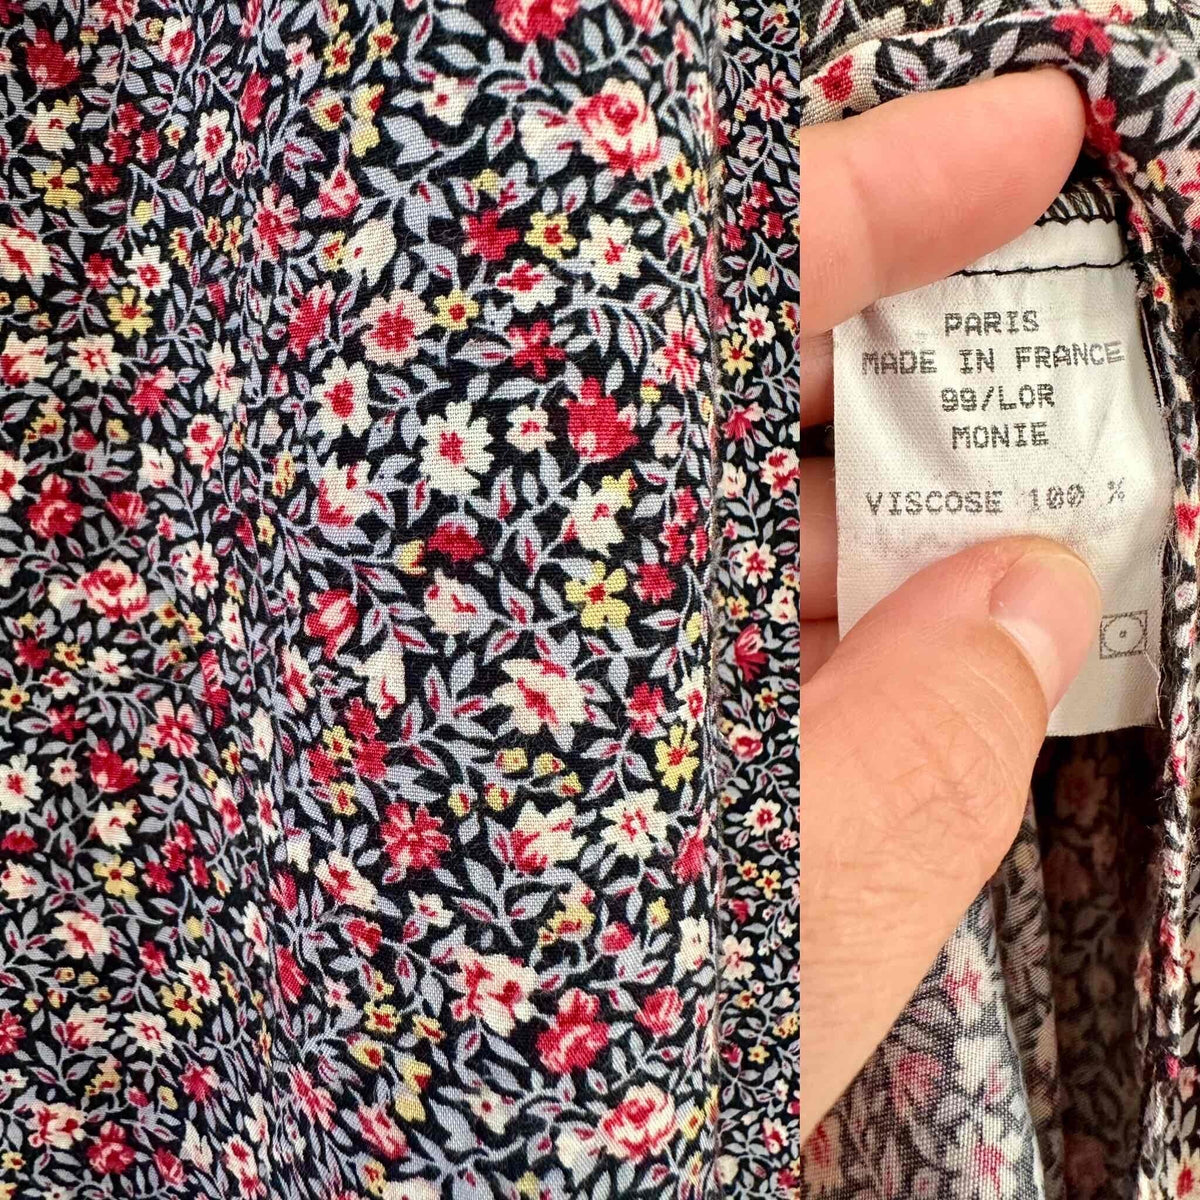 PARIS
MADE IN FRANCE
99/LOR
MONIE
VISCOSE 100 %